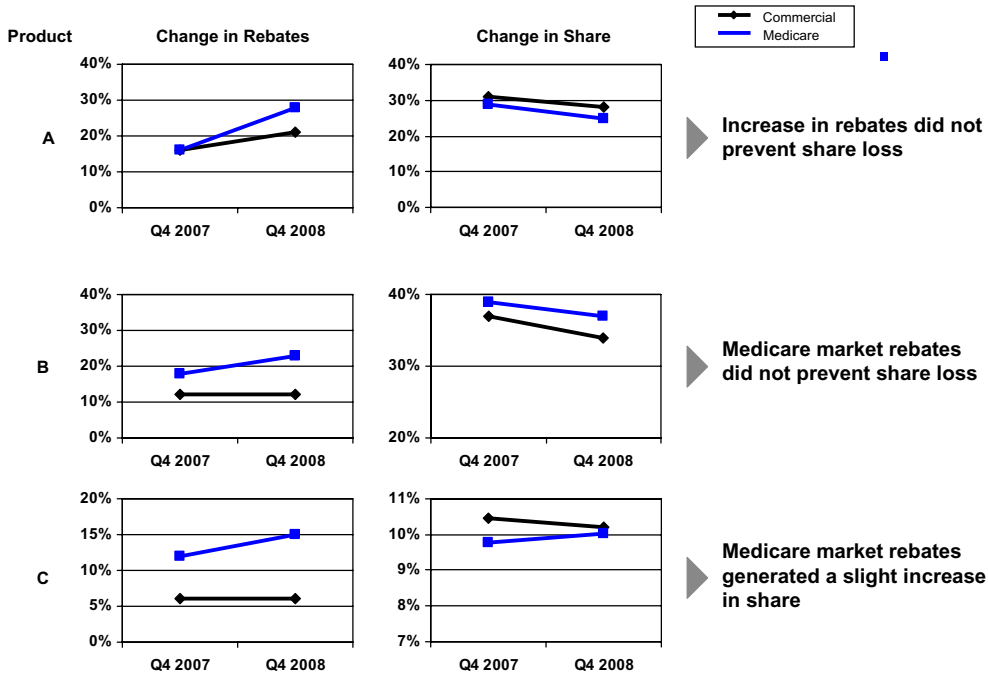 Commercial
Medicare
Product
Change in Rebates
Change in Share
A
40%
30%
20%
10%
0%
Q4 2007
Q4 2008
40%
30%
20%
10%
0%
Q4 2007
Q4 2008
Increase in rebates did not
prevent share loss
B
40%
30%
20%
10%
0%
Q4 2007
Q4 2008
40%
30%
20%
Q4 2007
Q4 2008
Medicare market rebates
did not prevent share loss
C
20%
15%
10%
5%
0%
Q4 2007
Q4 2008
11%
10%
9%
8%
7%
Q4 2007
Q4 2008
Medicare market rebates
generated a slight increase
in share